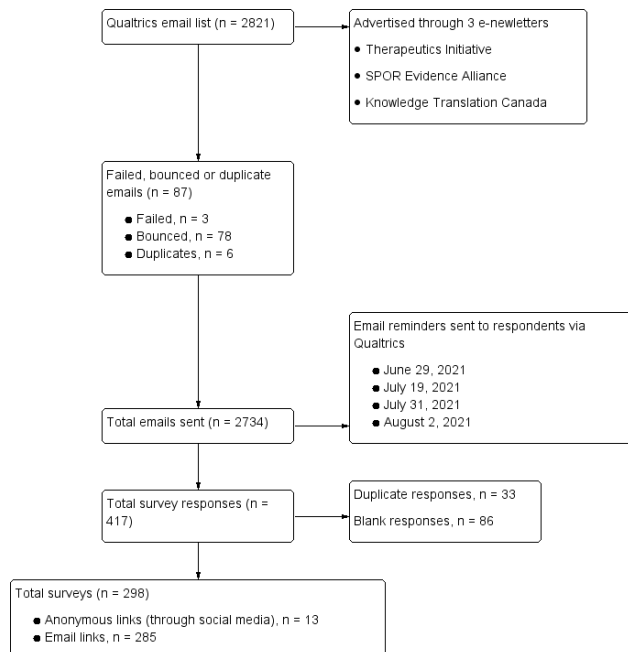 Qualtrics email list (n = 2821)
Advertised through 3 e-newletters
● Therapeutics Initiative
● SPOR Evidence Alliance
● Knowledge Translation Canada
Failed, bounced or duplicate
emails (n = 87)
● Failed, n = 3
● Bounced, n = 78
● Duplicates, n = 6
Email reminders sent to respondents via
Qualtrics
● June 29, 2021
● July 19, 2021
● July 31, 2021
● August 2, 2021
Total emails sent (n = 2734)
Total survey responses (n =
417)
Duplicate responses, n = 33
Blank responses, n = 86
Total surveys (n = 298)
● Anonymous links (through social media), n = 13
● Email links, n = 285